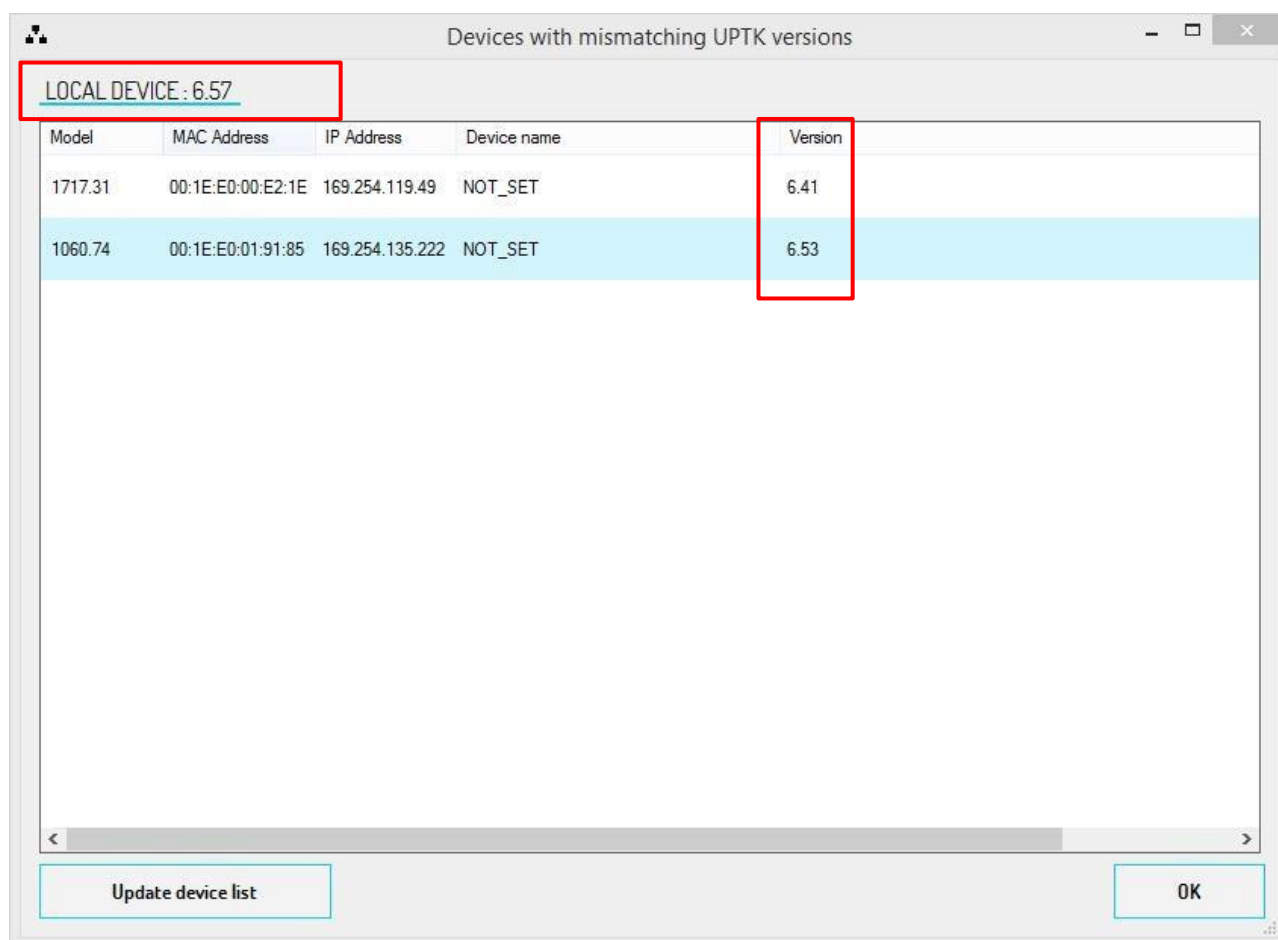 Devices with mismatching UPTK versions
LOCAL DEVICE : 6.57
Model MAC Address IP Address Device name Version
1717.31 00:1E:E0:00:E2:1E 169.254.119.49 NOT_SET 6.41
1060.74 00:1E:E0:01:91:85 169.254.135.222 NOT_SET 6.53
Update device list OK